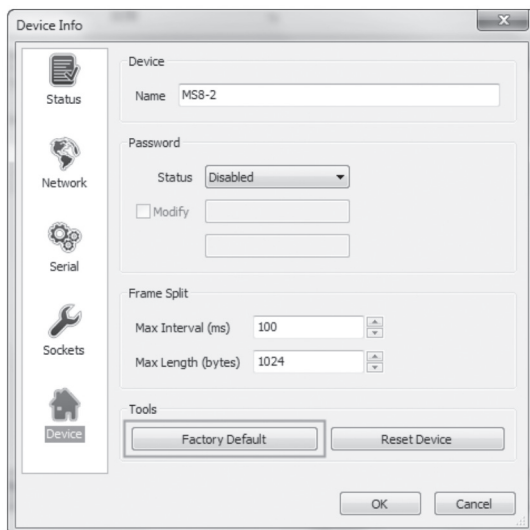 Device Info
Status
Network
Serial
Sockets
Device
Device
Name MS8-2
Password
Status Disabled
Modify
Frame Split
Max Interval (ms) 100
Max Length (bytes) 1024
Tools
Factory Default Reset Device
OK Cancel